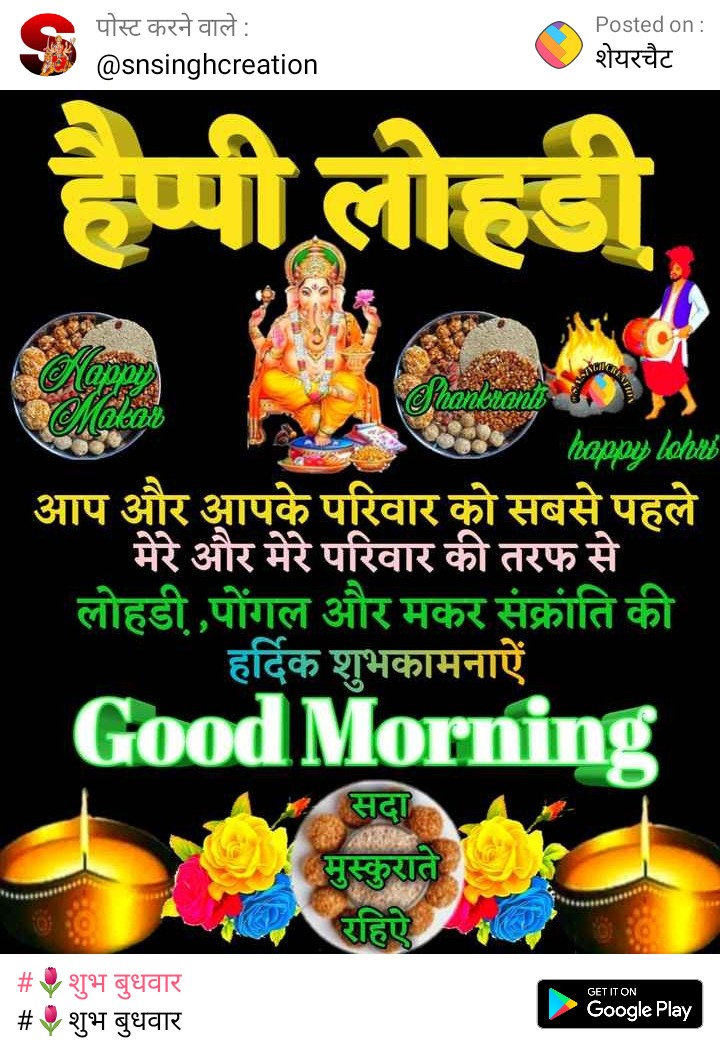 पोस्ट करने वाले :
@snsinghcreation
Posted on :
शेयरचैट
हैप्पी लोहडी़
Happy
Makar
Shankranti
happy lohri
आप और आपके परिवार को सबसे पहले
मेरे और मेरे परिवार की तरफ से
लोहडी़ ,पोंगल और मकर संक्रांति की
हर्दिक शुभकामनाऐं
Good Morning
सदा
मुस्कुराते
रहिऐ
#🌷शुभ बुधवार
#🌷शुभ बुधवार
GET IT ON
Google Play